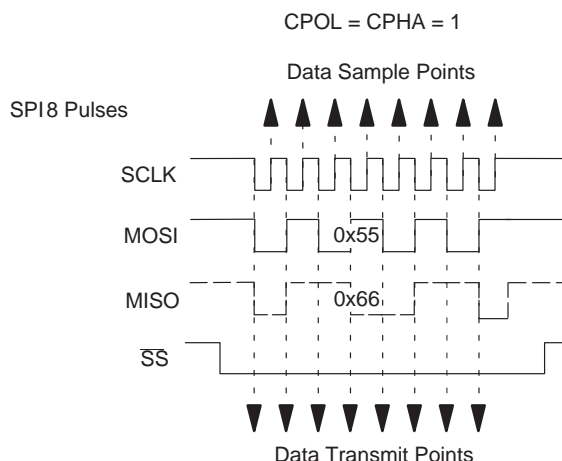 CPOL = CPHA = 1
Data Sample Points
SPI8 Pulses
SCLK
MOSI
0x55
MISO
0x66
SS
Data Transmit Points